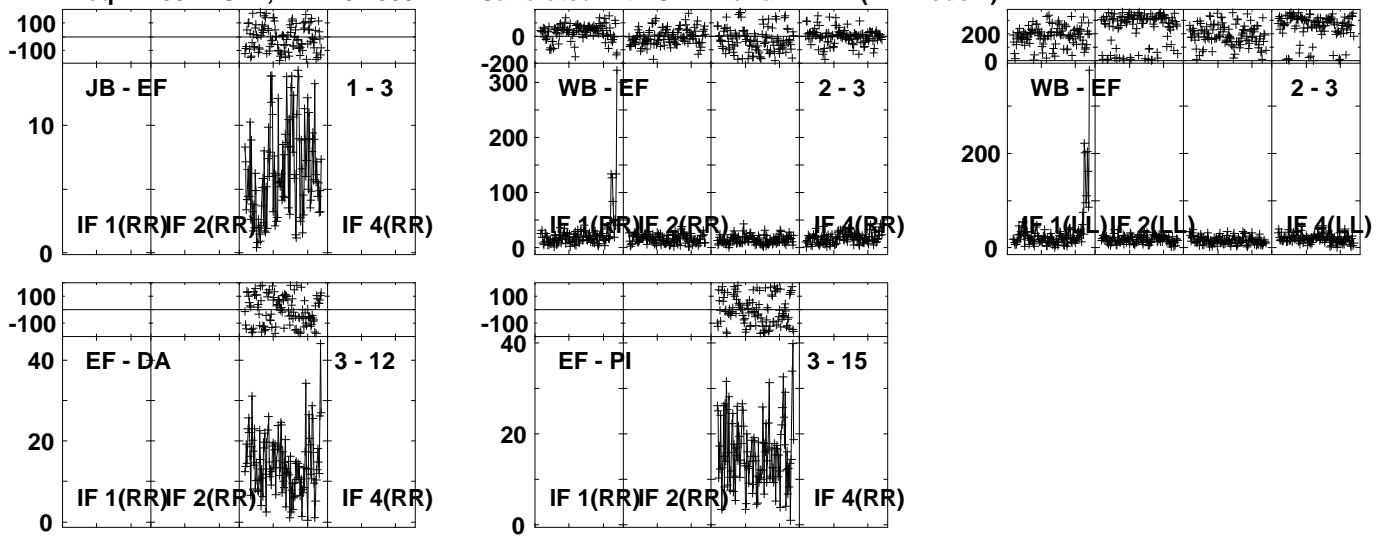 100
-100
JB - EF 1 - 3
10
0
IF 1(RR) IF 2(RR) IF 4(RR)
0
-200
WB - EF 2 - 3
300
200
100
0
IF 1(RR) IF 2(RR) IF 4(RR)
200
0
WB - EF 2 - 3
200
0
IF 1(LL) IF 2(LL) IF 4(LL)
100
-100
EF - DA 3 - 12
40
20
0
IF 1(RR) IF 2(RR) IF 4(RR)
100
-100
EF - PI 3 - 15
40
20
0
IF 1(RR) IF 2(RR) IF 4(RR)